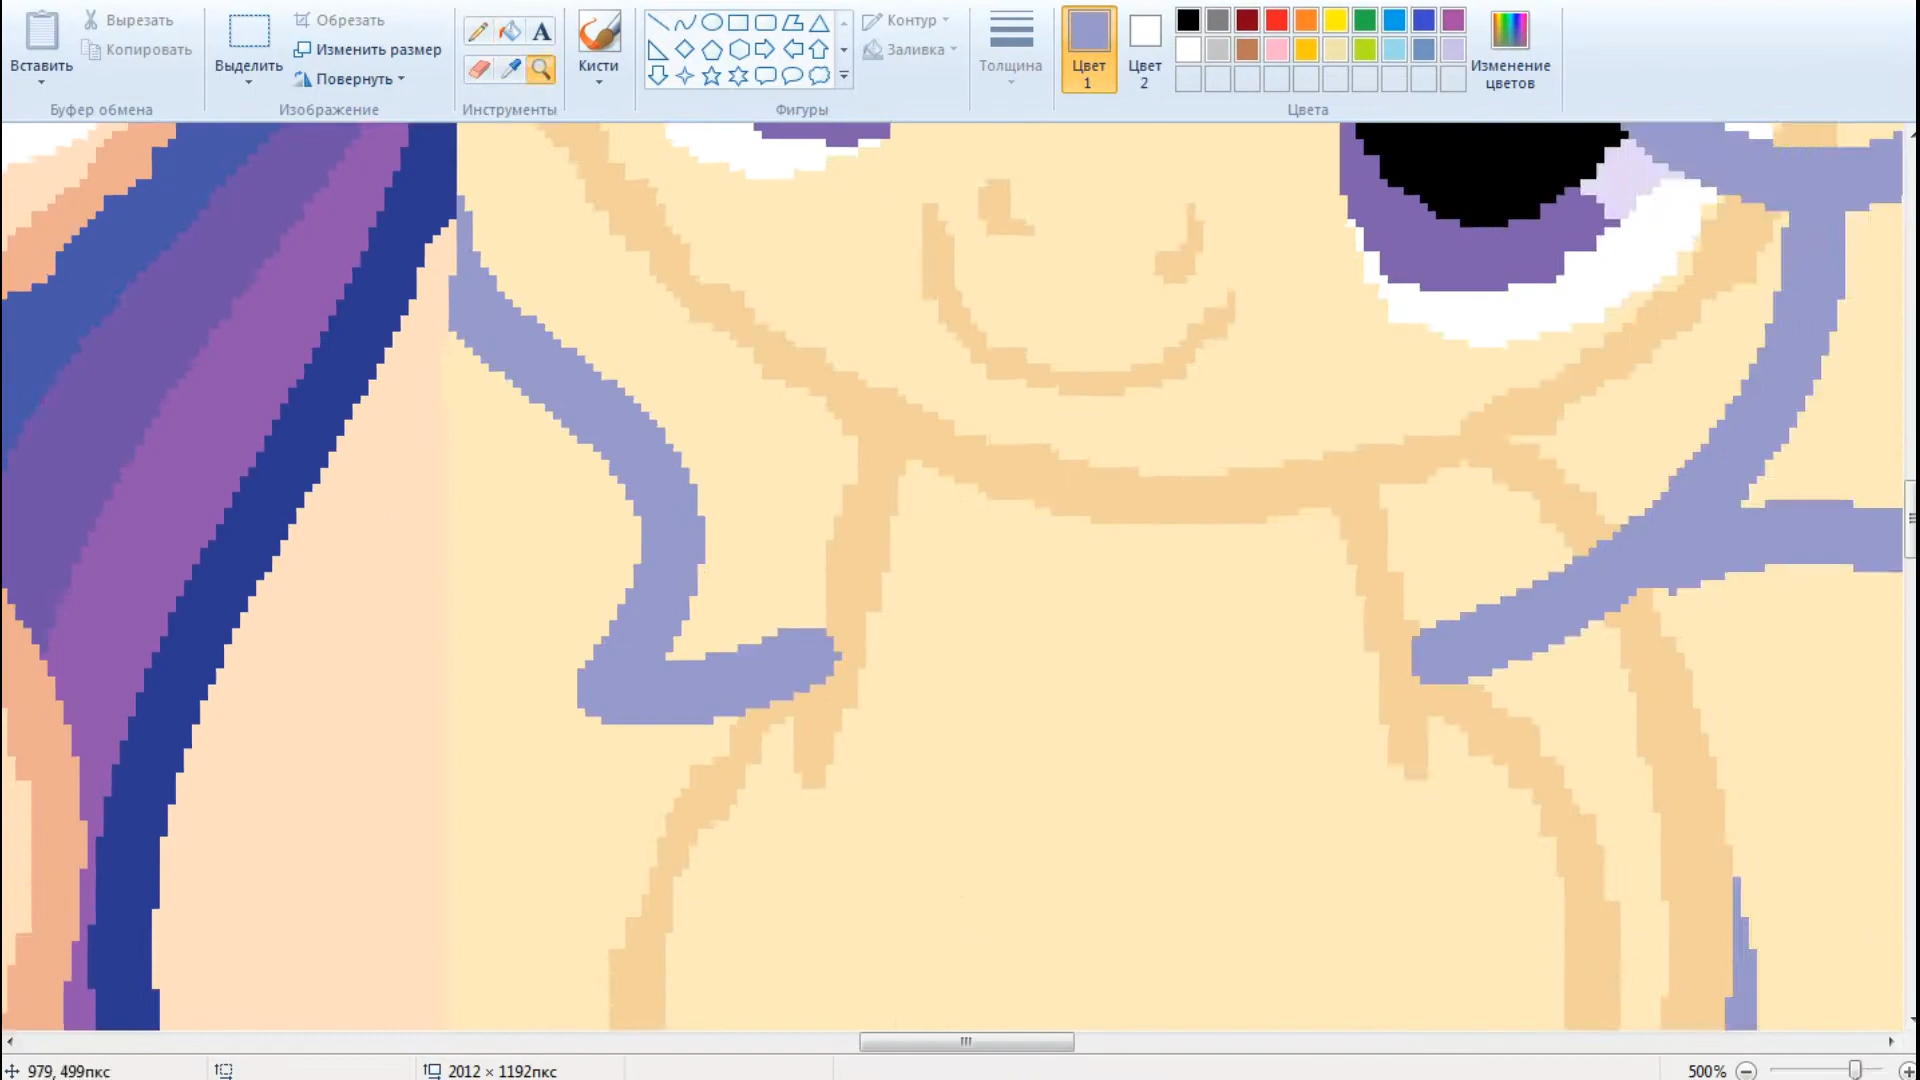 Вставить
Вырезать
Копировать
Буфер обмена
Выделить
Обрезать
Изменить размер
Повернуть
Изображение
A
Инструменты
Кисти
Контур
Заливка
Фигуры
Толщина
Цвет
1
Цвет
2
Изменение
цветов
Цвета
979, 499пкс
2012 × 1192пкс
500%